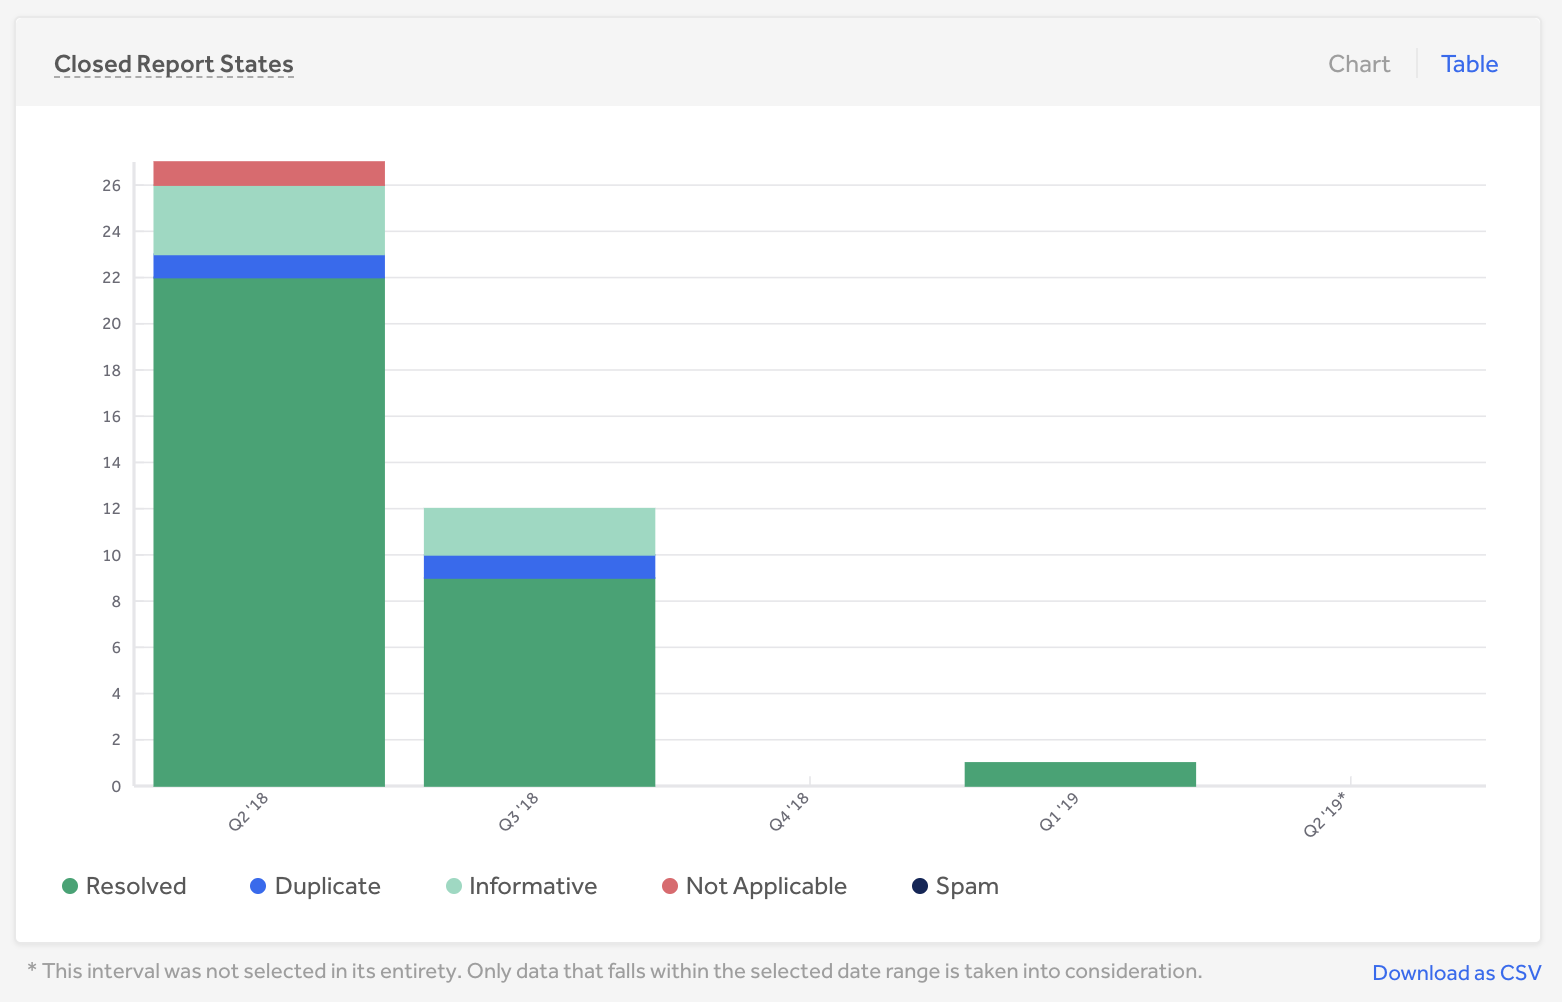 Closed Report States
Chart
Table
26
24
22
20
18
16
14
12
10
8
6
4
2
0
Q2 '18
Q3 '18
Q4 '18
Q1 '19
Q2 '19*
Resolved
Duplicate
Informative
Not Applicable
Spam
* This interval was not selected in its entirety. Only data that falls within the selected date range is taken into consideration.
Download as CSV